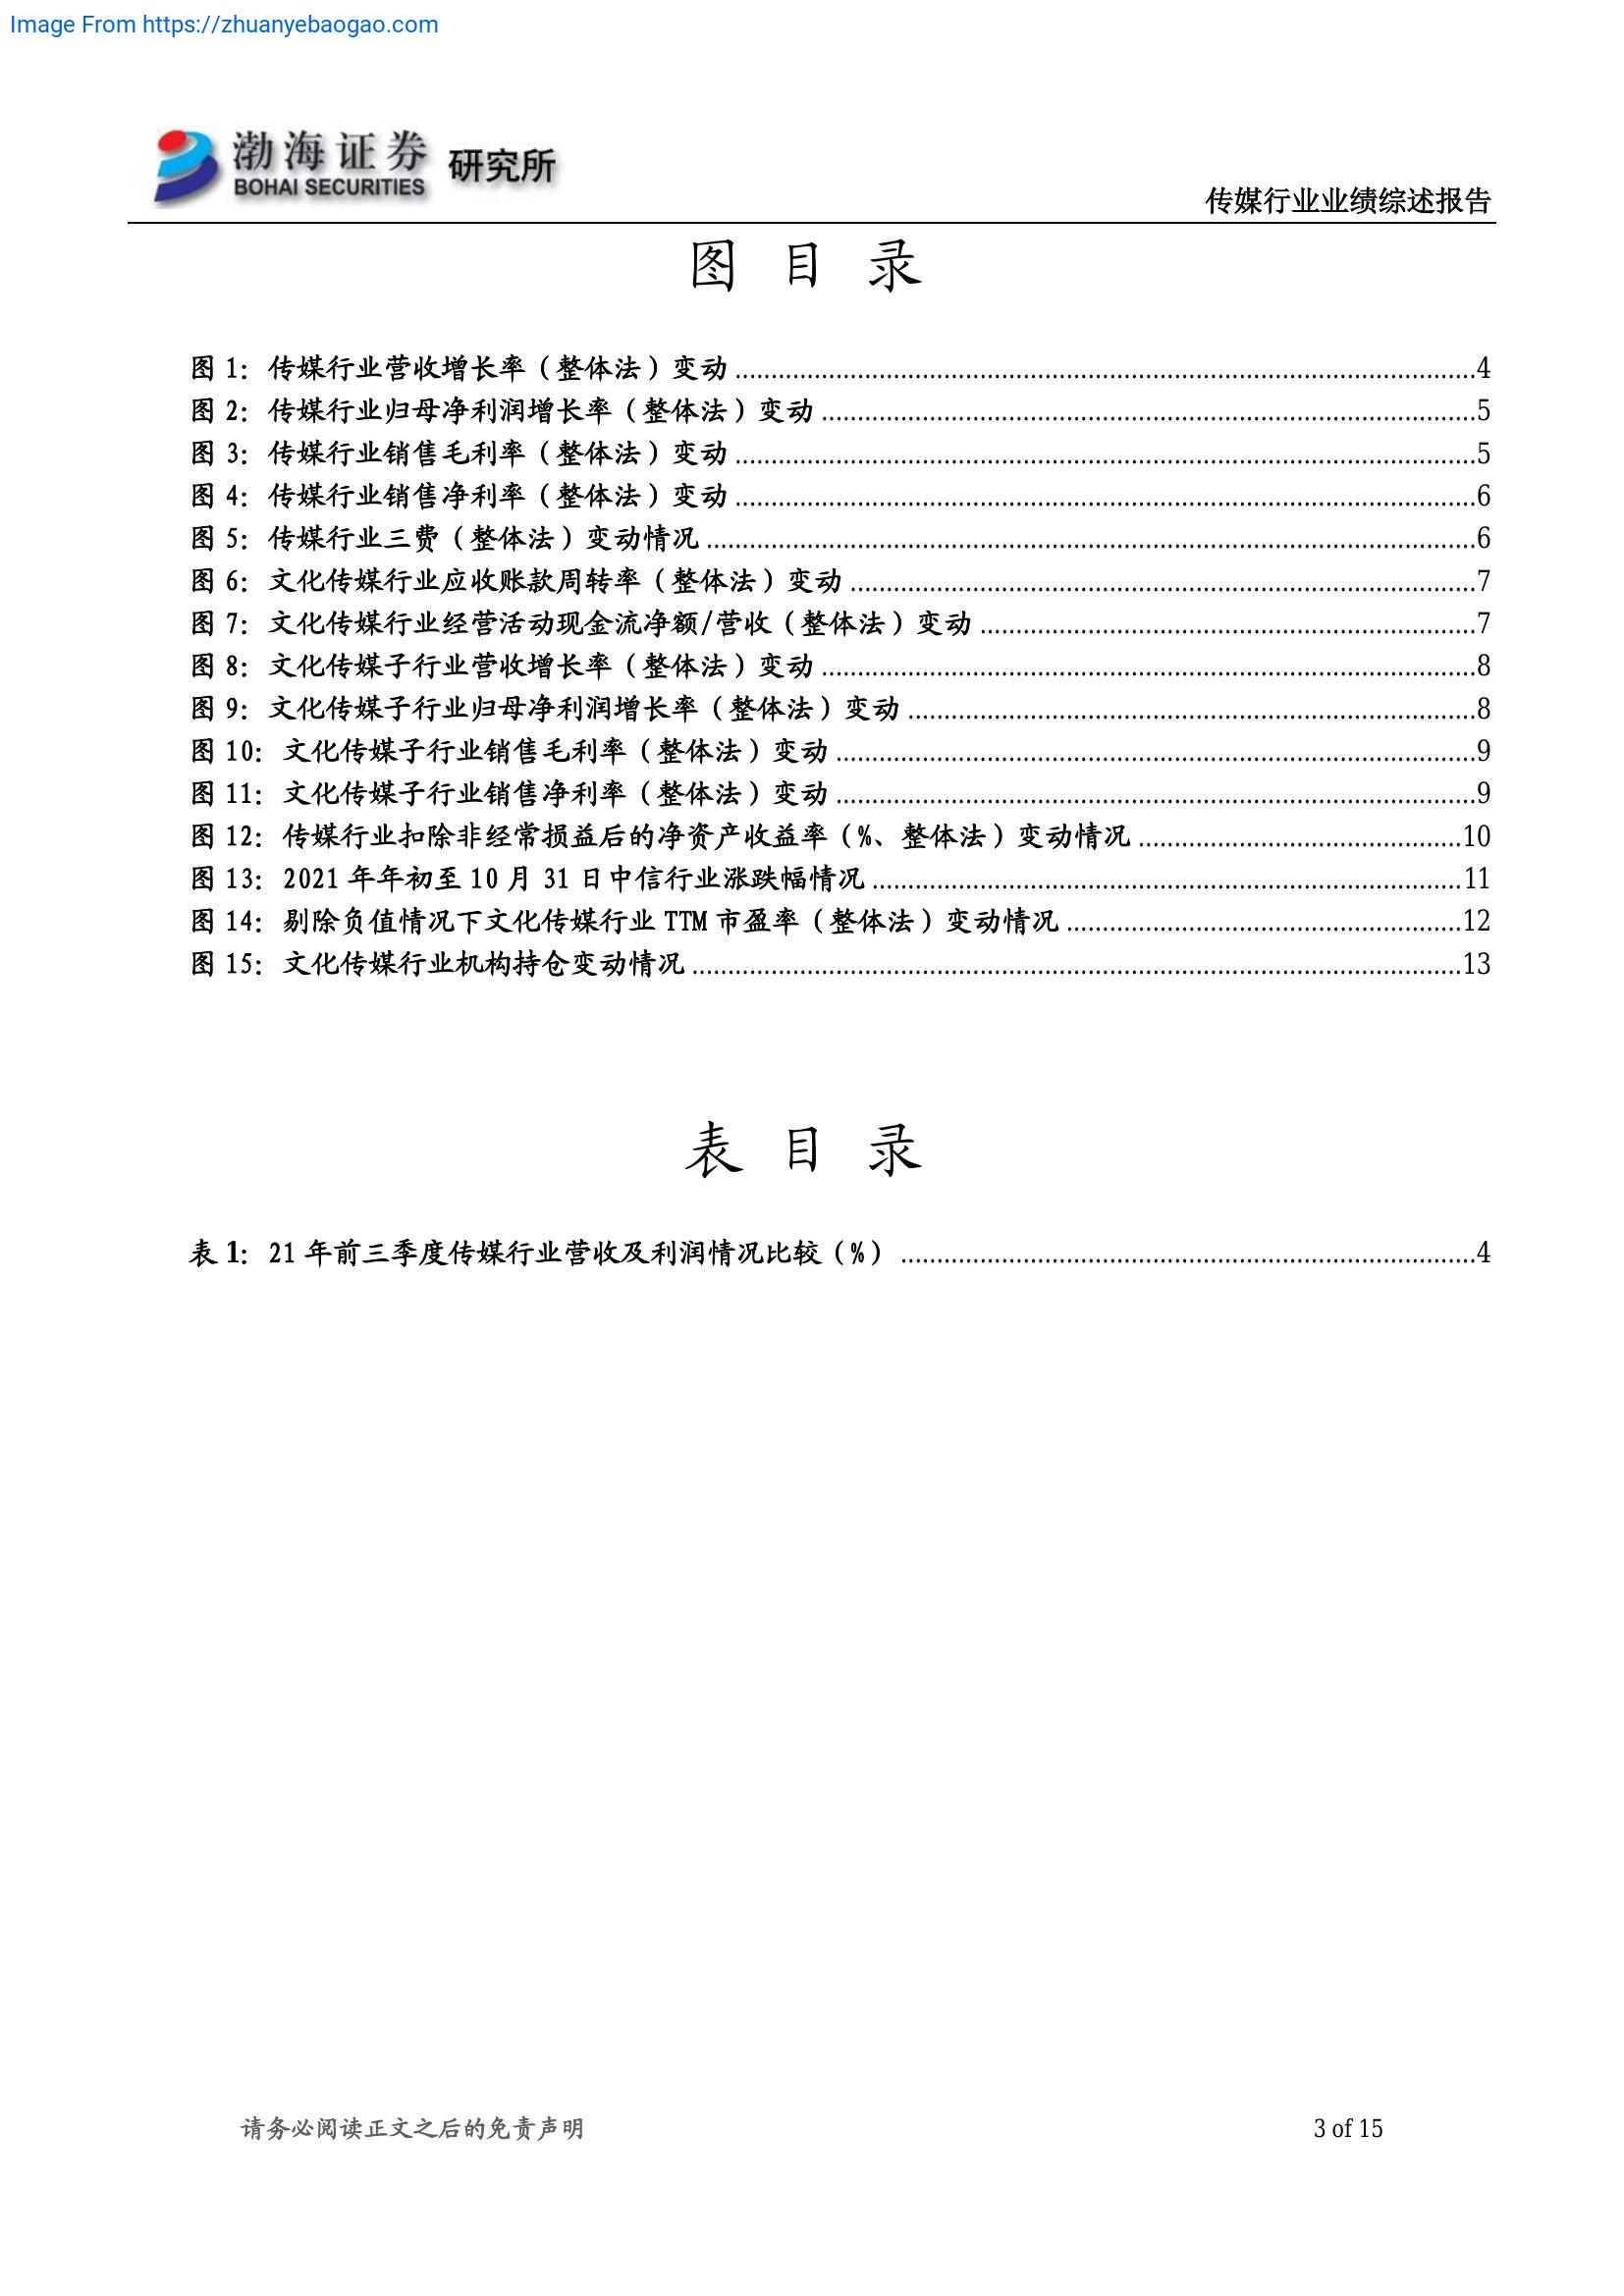 Image From https://zhuanyebaogao.com
渤海证券 研究所
BOHAI SECURITIES
传媒行业业绩综述报告
图 目 录
图 1: 传媒行业营收增长率（整体法）变动 ........................................ 4
图 2: 传媒行业归母净利润增长率（整体法）变动 ........................................ 5
图 3: 传媒行业销售毛利率（整体法）变动 ........................................ 5
图 4: 传媒行业销售净利率（整体法）变动 ........................................ 6
图 5: 传媒行业三费（整体法）变动情况 ........................................ 6
图 6: 文化传媒行业应收账款周转率（整体法）变动 ........................................ 7
图 7: 文化传媒行业经营活动现金流净额/营收（整体法）变动 ........................................ 7
图 8: 文化传媒子行业营收增长率（整体法）变动 ........................................ 8
图 9: 文化传媒子行业归母净利润增长率（整体法）变动 ........................................ 8
图 10: 文化传媒子行业销售毛利率（整体法）变动 ........................................ 9
图 11: 文化传媒子行业销售净利率（整体法）变动 ........................................ 9
图 12: 传媒行业扣除非经常损益后的净资产收益率（%、整体法）变动情况 ........................................ 10
图 13: 2021 年年初至 10 月 31 日中信行业涨跌幅情况 ........................................ 11
图 14: 剔除负值情况下文化传媒行业 TTM 市盈率（整体法）变动情况 ........................................ 12
图 15: 文化传媒行业机构持仓变动情况 ........................................ 13
表 目 录
表 1: 21 年前三季度传媒行业营收及利润情况比较（%） ........................................ 4
请务必阅读正文之后的免责声明
3 of 15